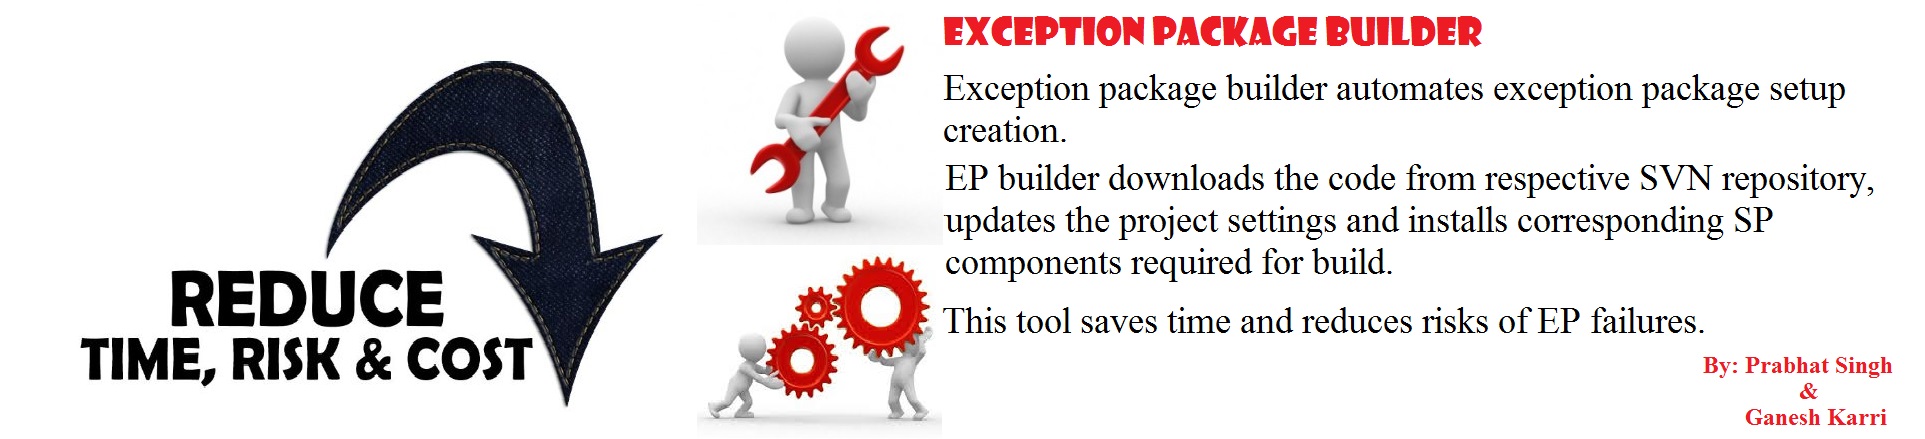 REDUCE
TIME, RISK & COST
EXCEPTION PACKAGE BUILDER
Exception package builder automates exception package setup
creation.
EP builder downloads the code from respective SVN repository,
updates the project settings and installs corresponding SP
components required for build.
This tool saves time and reduces risks of EP failures.
By: Prabhat Singh
&
Ganesh Karri